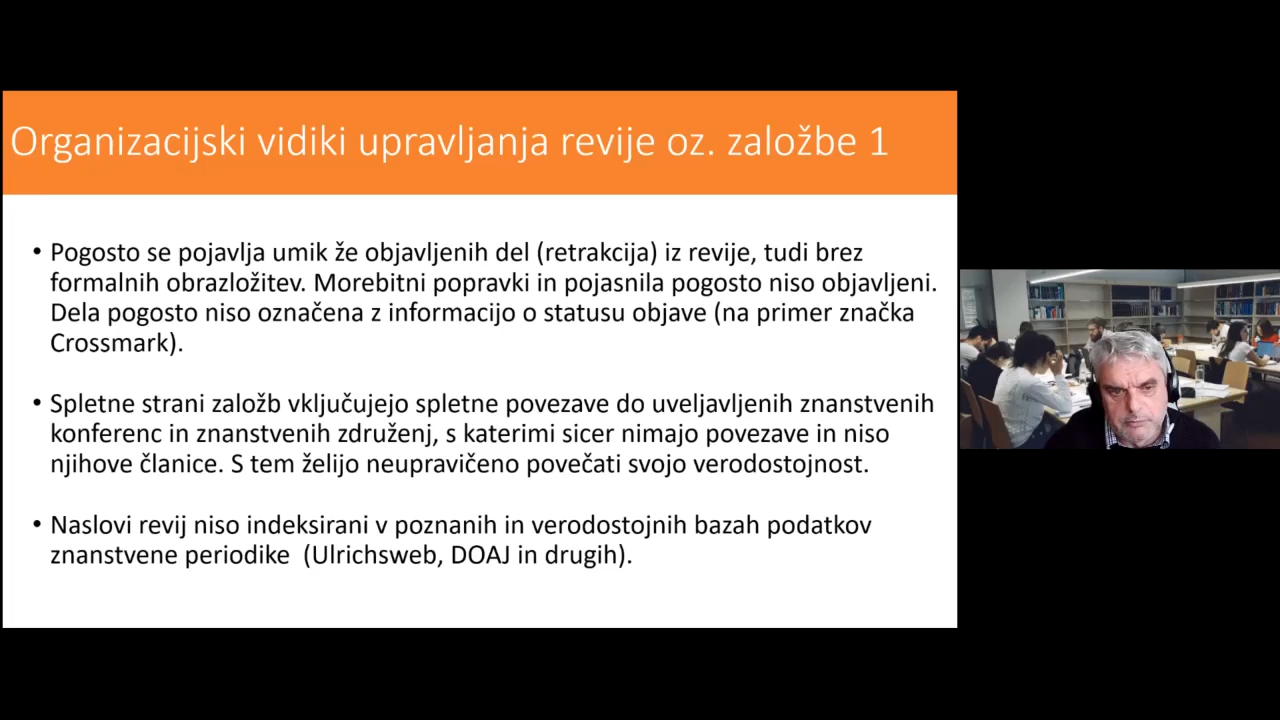 Organizacijski vidiki upravljanja revije oz. založbe 1
• Pogosto se pojavlja umik že objavljenih del (retrakcija) iz revije, tudi brez
formalnih obrazložitev. Morebitni popravki in pojasnila pogosto niso objavljeni.
Dela pogosto niso označena z informacijo o statusu objave (na primer značka
Crossmark).
• Spletne strani založb vključujejo spletne povezave do uveljavljenih znanstvenih
konferenc in znanstvenih združenj, s katerimi sicer nimajo povezave in niso
njihove članice. S tem želijo neupravičeno povečati svojo verodostojnost.
• Naslovi revij niso indeksirani v poznanih in verodostojnih bazah podatkov
znanstvene periodike  (Ulrichsweb, DOAJ in drugih).